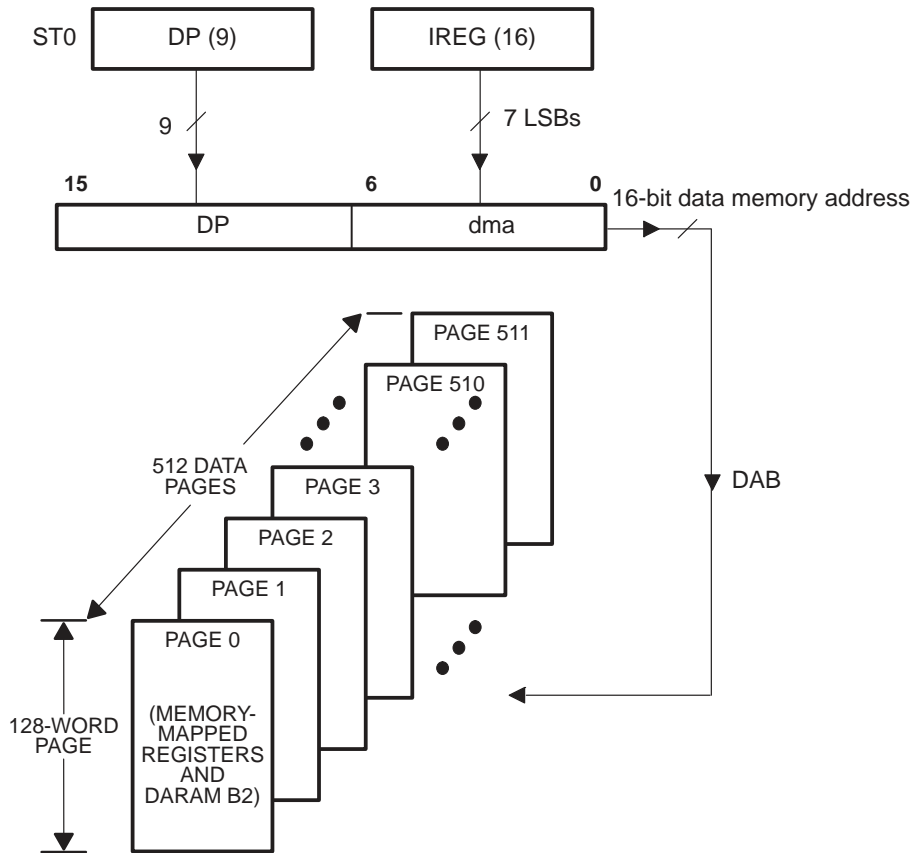 ST0
DP (9)
IREG (16)
9
7 LSBs
15
6
0
16-bit data memory address
DP
dma
PAGE 511
PAGE 510
512 DATA
PAGES
PAGE 3
DAB
PAGE 2
PAGE 1
PAGE 0
128-WORD
PAGE
(MEMORY-
MAPPED
REGISTERS
AND
DARAM B2)